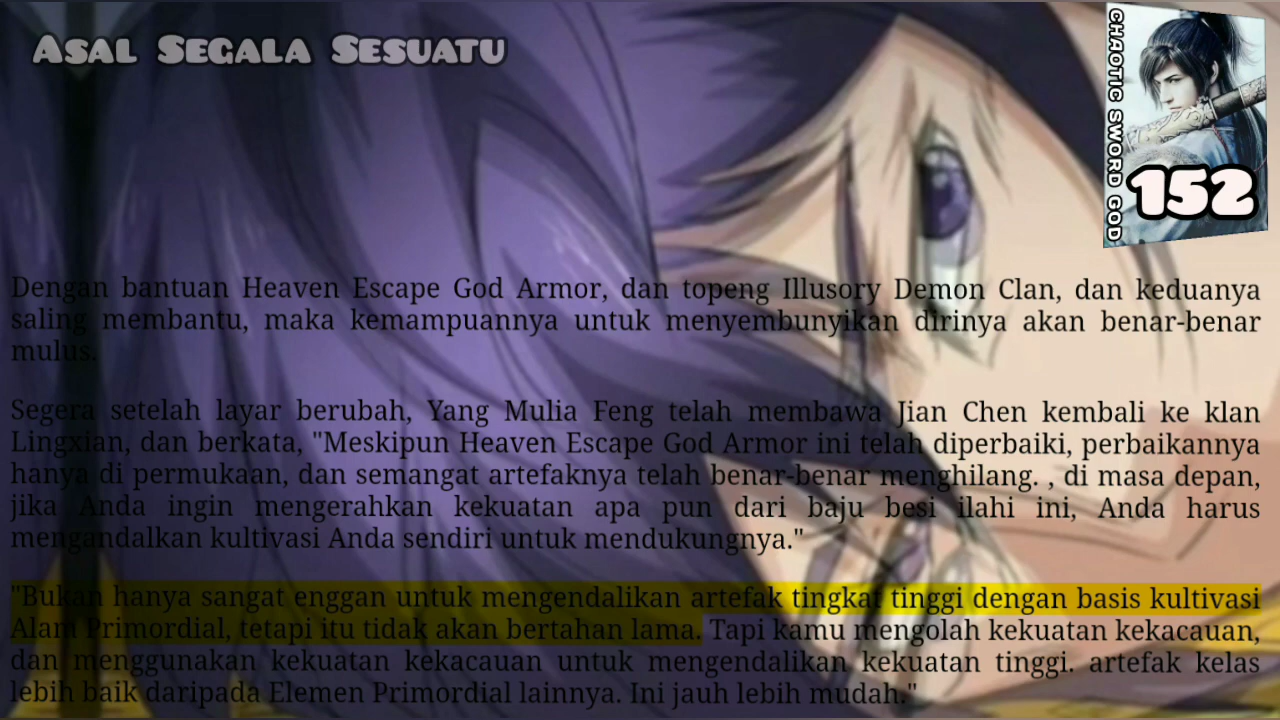 Asal Segala Sesuatu
CHAOTIC SWORD GOD
152
Dengan bantuan Heaven Escape God Armor, dan topeng Illusory Demon Clan, dan keduanya
saling membantu, maka kemampuannya untuk menyembunyikan dirinya akan benar-benar
mulus.
Segera setelah layar berubah, Yang Mulia Feng telah membawa Jian Chen kembali ke klan
Lingxian, dan berkata, "Meskipun Heaven Escape God Armor ini telah diperbaiki, perbaikannya
hanya di permukaan, dan semangat artefaknya telah benar-benar menghilang. , di masa depan,
jika Anda ingin mengerahkan kekuatan apa pun dari baju besi ilahi ini, Anda harus
mengandalkan kultivasi Anda sendiri untuk mendukungnya."
"Bukan hanya sangat enggan untuk mengendalikan artefak tingkat tinggi dengan basis kultivasi
Alam Primordial, tetapi itu tidak akan bertahan lama. Tapi kamu mengolah kekuatan kekacauan,
dan menggunakan kekuatan kekacauan untuk mengendalikan kekuatan tinggi. artefak kelas
lebih baik daripada Elemen Primordial lainnya. Ini jauh lebih mudah."